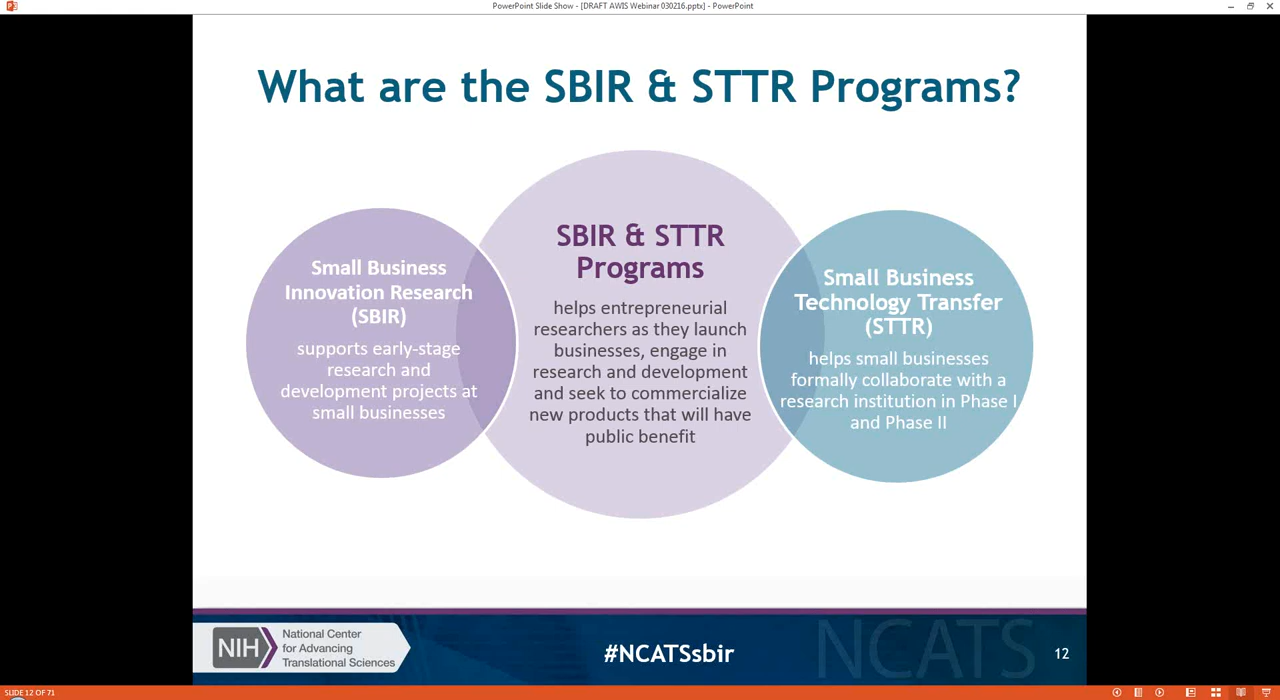 PowerPoint Slide Show - [DRAFT AWIS Webinar 030216.pptx] - PowerPoint
What are the SBIR & STTR Programs?
Small Business
Innovation Research
(SBIR)
supports early-stage
research and
development projects at
small businesses
SBIR & STTR
Programs
helps entrepreneurial
researchers as they launch
businesses, engage in
research and development
and seek to commercialize
new products that will have
public benefit
Small Business
Technology Transfer
(STTR)
helps small businesses
formally collaborate with a
research institution in Phase I
and Phase II
NIH
National Center
for Advancing
Translational Sciences
#NCATSsbir
NCATS
12
SLIDE 12 OF 71